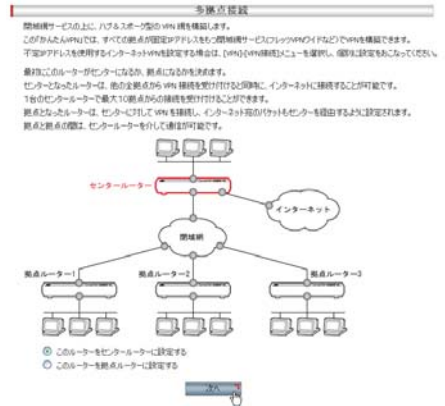 多拠点接続
閉域網サービスの上に、ハブ&スポーク型のVPN 網を構築します。
この「かんたんVPN」では、すべての拠点が固定IPアドレスをもつ閉域網サービス(フレッツVPNワイドなど)でVPNを構築できます。
不定IPアドレスを使用するインターネットVPNを設定する場合は、[VPN]-[VPN接続]メニューを選択し、個別に設定をおこなってください。
最初にこのルーターがセンターになるか、拠点になるかを決めます。
センターとなったルーターは、他の全拠点から VPN 接続を受け付けると同時に、インターネットに接続することが可能です。
1台のセンタールーターで最大10拠点からの接続を受け付けることができます。
拠点となったルーターは、センターに対して VPN を接続し、インターネット宛のパケットもセンターを経由するように設定されます。
拠点と拠点の間は、センタールーターを介して通信が可能です。
センタールーター
インターネット
閉域網
拠点ルーター1
拠点ルーター2
拠点ルーター3
このルーターをセンタールーターに設定する
このルーターを拠点ルーターに設定する
次へ